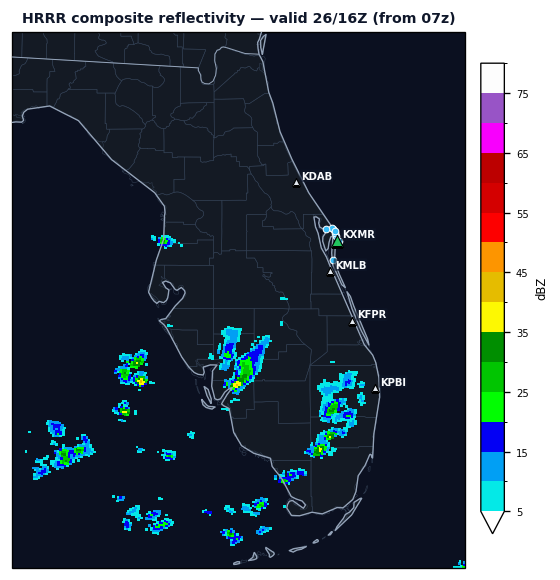 HRRR composite reflectivity — valid 26/16Z (from 07z)
KDAB
KXMR
KMLB
KFPR
KPBI
75
65
55
45
35
25
15
5
dBZ